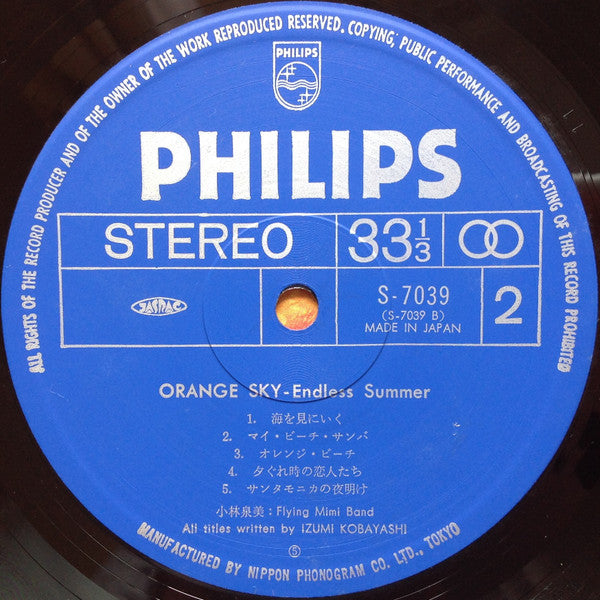 ALL RIGHTS OF THE RECORD PRODUCER AND OF THE OWNER OF THE WORK REPRODUCED RESERVED. COPYING, PUBLIC PERFORMANCE AND BROADCASTING OF THIS RECORD PROHIBITED
PHILIPS
PHILIPS
STEREO 33 1/3
JASRAC S-7039 2
(S-7039 B)
MADE IN JAPAN
ORANGE SKY-Endless Summer
1. 海を見にいく
2. マイ・ビーチ・サンバ
3. オレンジ・ビーチ
4. 夕ぐれ時の恋人たち
5. サンタモニカの夜明け
小林泉美:Flying Mimi Band
All titles written by IZUMI KOBAYASHI
⑤
MANUFACTURED BY NIPPON PHONOGRAM CO. LTD., TOKYO